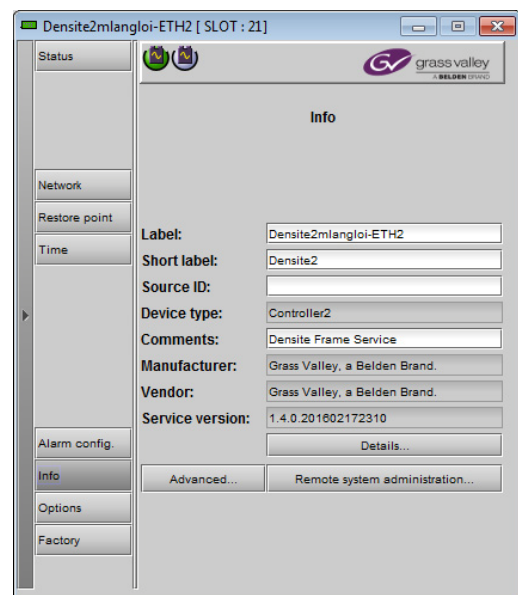 Densite2mlangloi-ETH2 [ SLOT : 21]
Status
GV grass valley
A BELDEN BRAND
Info
Network
Restore point
Time
Label: Densite2mlangloi-ETH2
Short label: Densite2
Source ID:
Device type: Controller2
Comments: Densite Frame Service
Manufacturer: Grass Valley, a Belden Brand.
Vendor: Grass Valley, a Belden Brand.
Service version: 1.4.0.201602172310
Alarm config.
Details...
Info
Advanced... Remote system administration...
Options
Factory